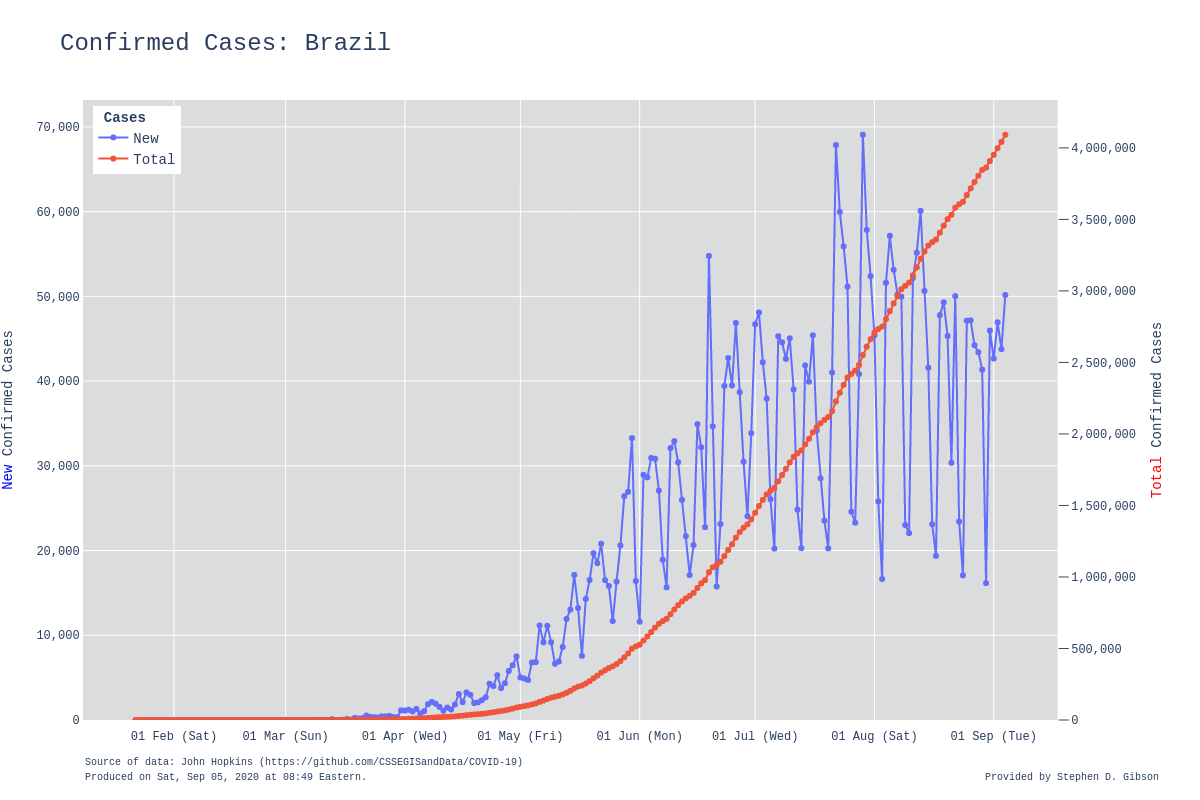 Confirmed Cases: Brazil
Cases
New
Total
70,000
60,000
50,000
40,000
30,000
20,000
10,000
0
4,000,000
3,500,000
3,000,000
2,500,000
2,000,000
1,500,000
1,000,000
500,000
0
New Confirmed Cases
Total Confirmed Cases
01 Feb (Sat)
01 Mar (Sun)
01 Apr (Wed)
01 May (Fri)
01 Jun (Mon)
01 Jul (Wed)
01 Aug (Sat)
01 Sep (Tue)
Source of data: John Hopkins (https://github.com/CSSEGISandData/COVID-19)
Produced on Sat, Sep 05, 2020 at 08:49 Eastern.
Provided by Stephen D. Gibson